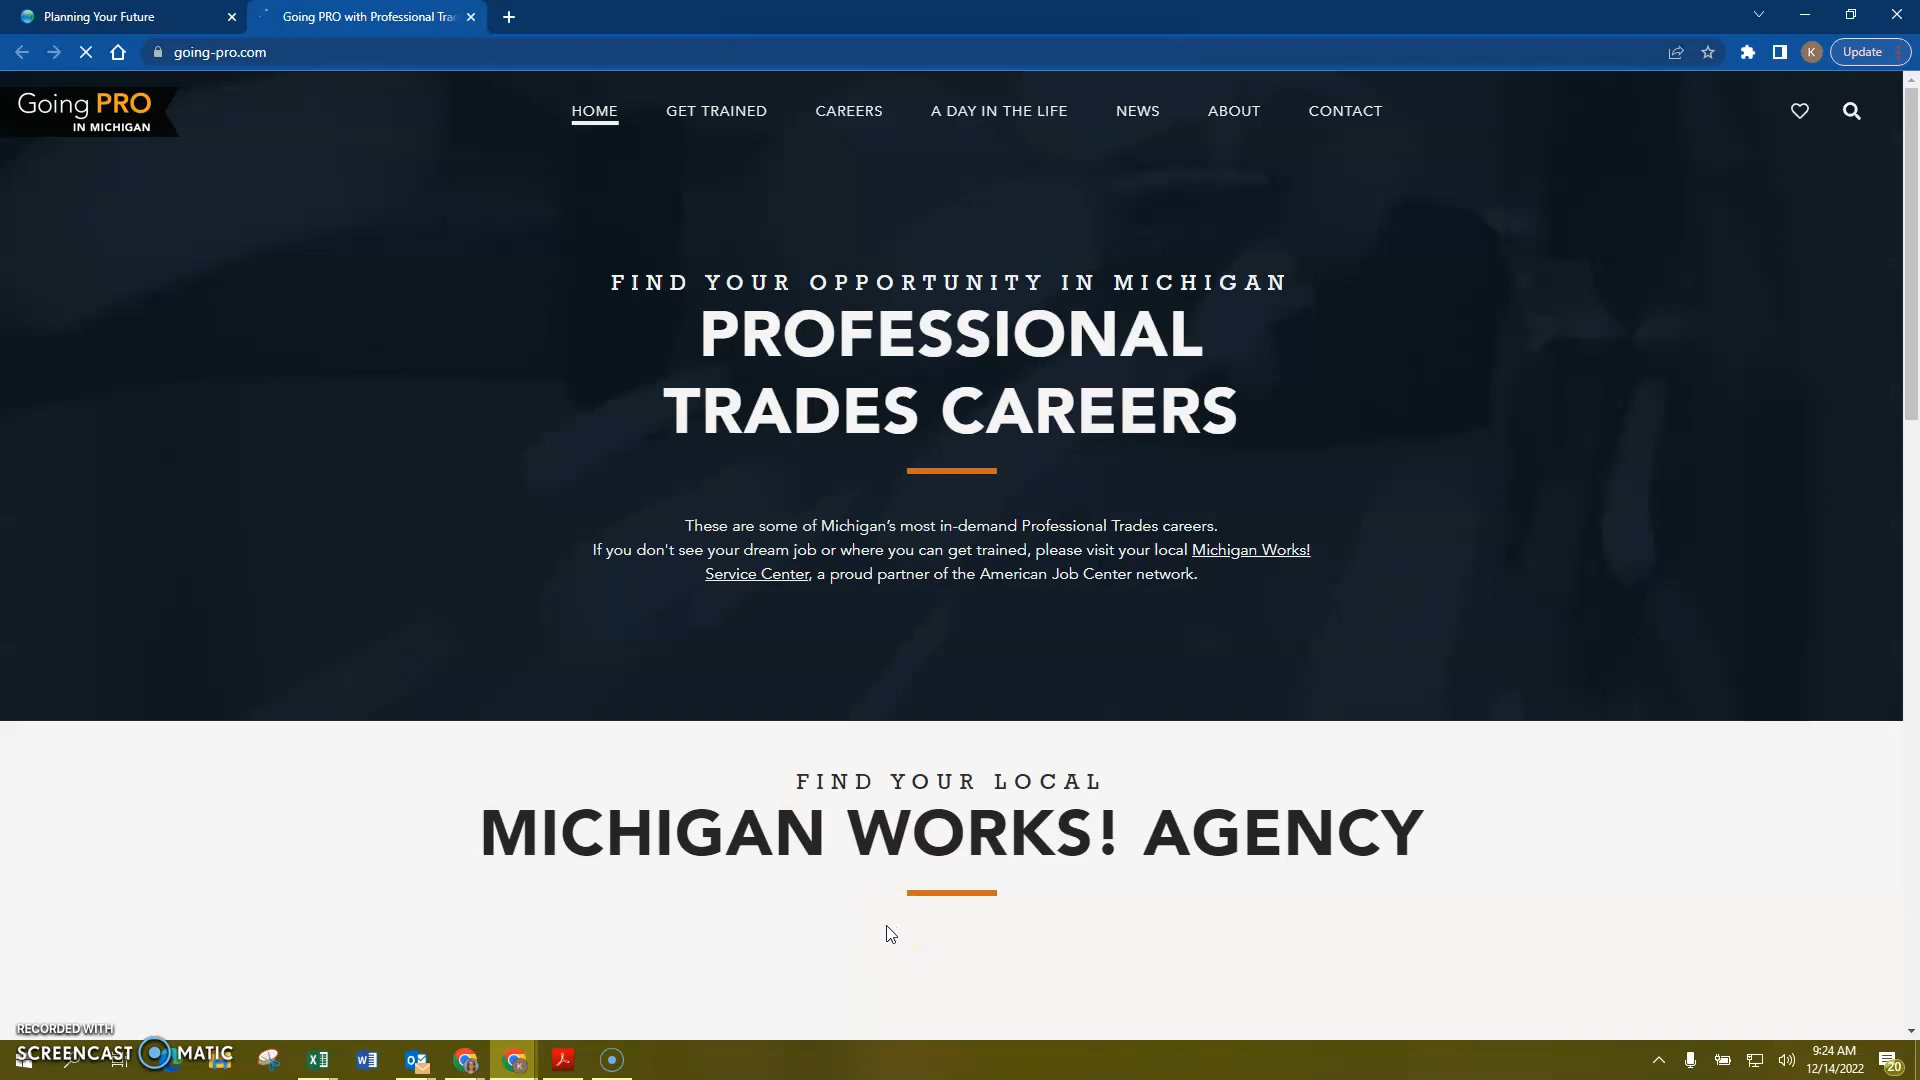 Planning Your Future
Going PRO with Professional Tra
going-pro.com
K
Update
Going PRO
IN MICHIGAN
HOME
GET TRAINED
CAREERS
A DAY IN THE LIFE
NEWS
ABOUT
CONTACT
FIND YOUR OPPORTUNITY IN MICHIGAN
PROFESSIONAL
TRADES CAREERS
These are some of Michigan's most in-demand Professional Trades careers.
If you don't see your dream job or where you can get trained, please visit your local Michigan Works!
Service Center, a proud partner of the American Job Center network.
FIND YOUR LOCAL
MICHIGAN WORKS! AGENCY
RECORDED WITH
SCREENCAST MATIC
9:24 AM
12/14/2022
20